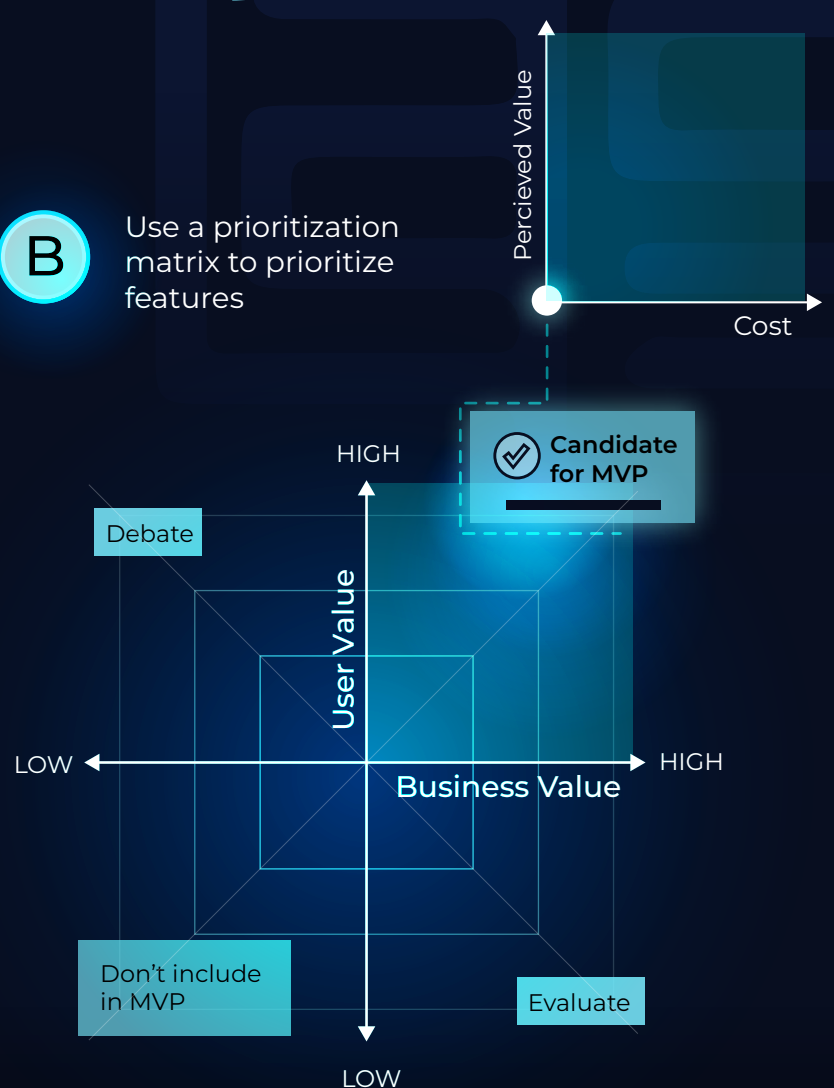 Percieved Value
Cost
B
Use a prioritization
matrix to prioritize
features
HIGH
Candidate
for MVP
Debate
User Value
LOW
HIGH
Business Value
Don’t include
in MVP
Evaluate
LOW